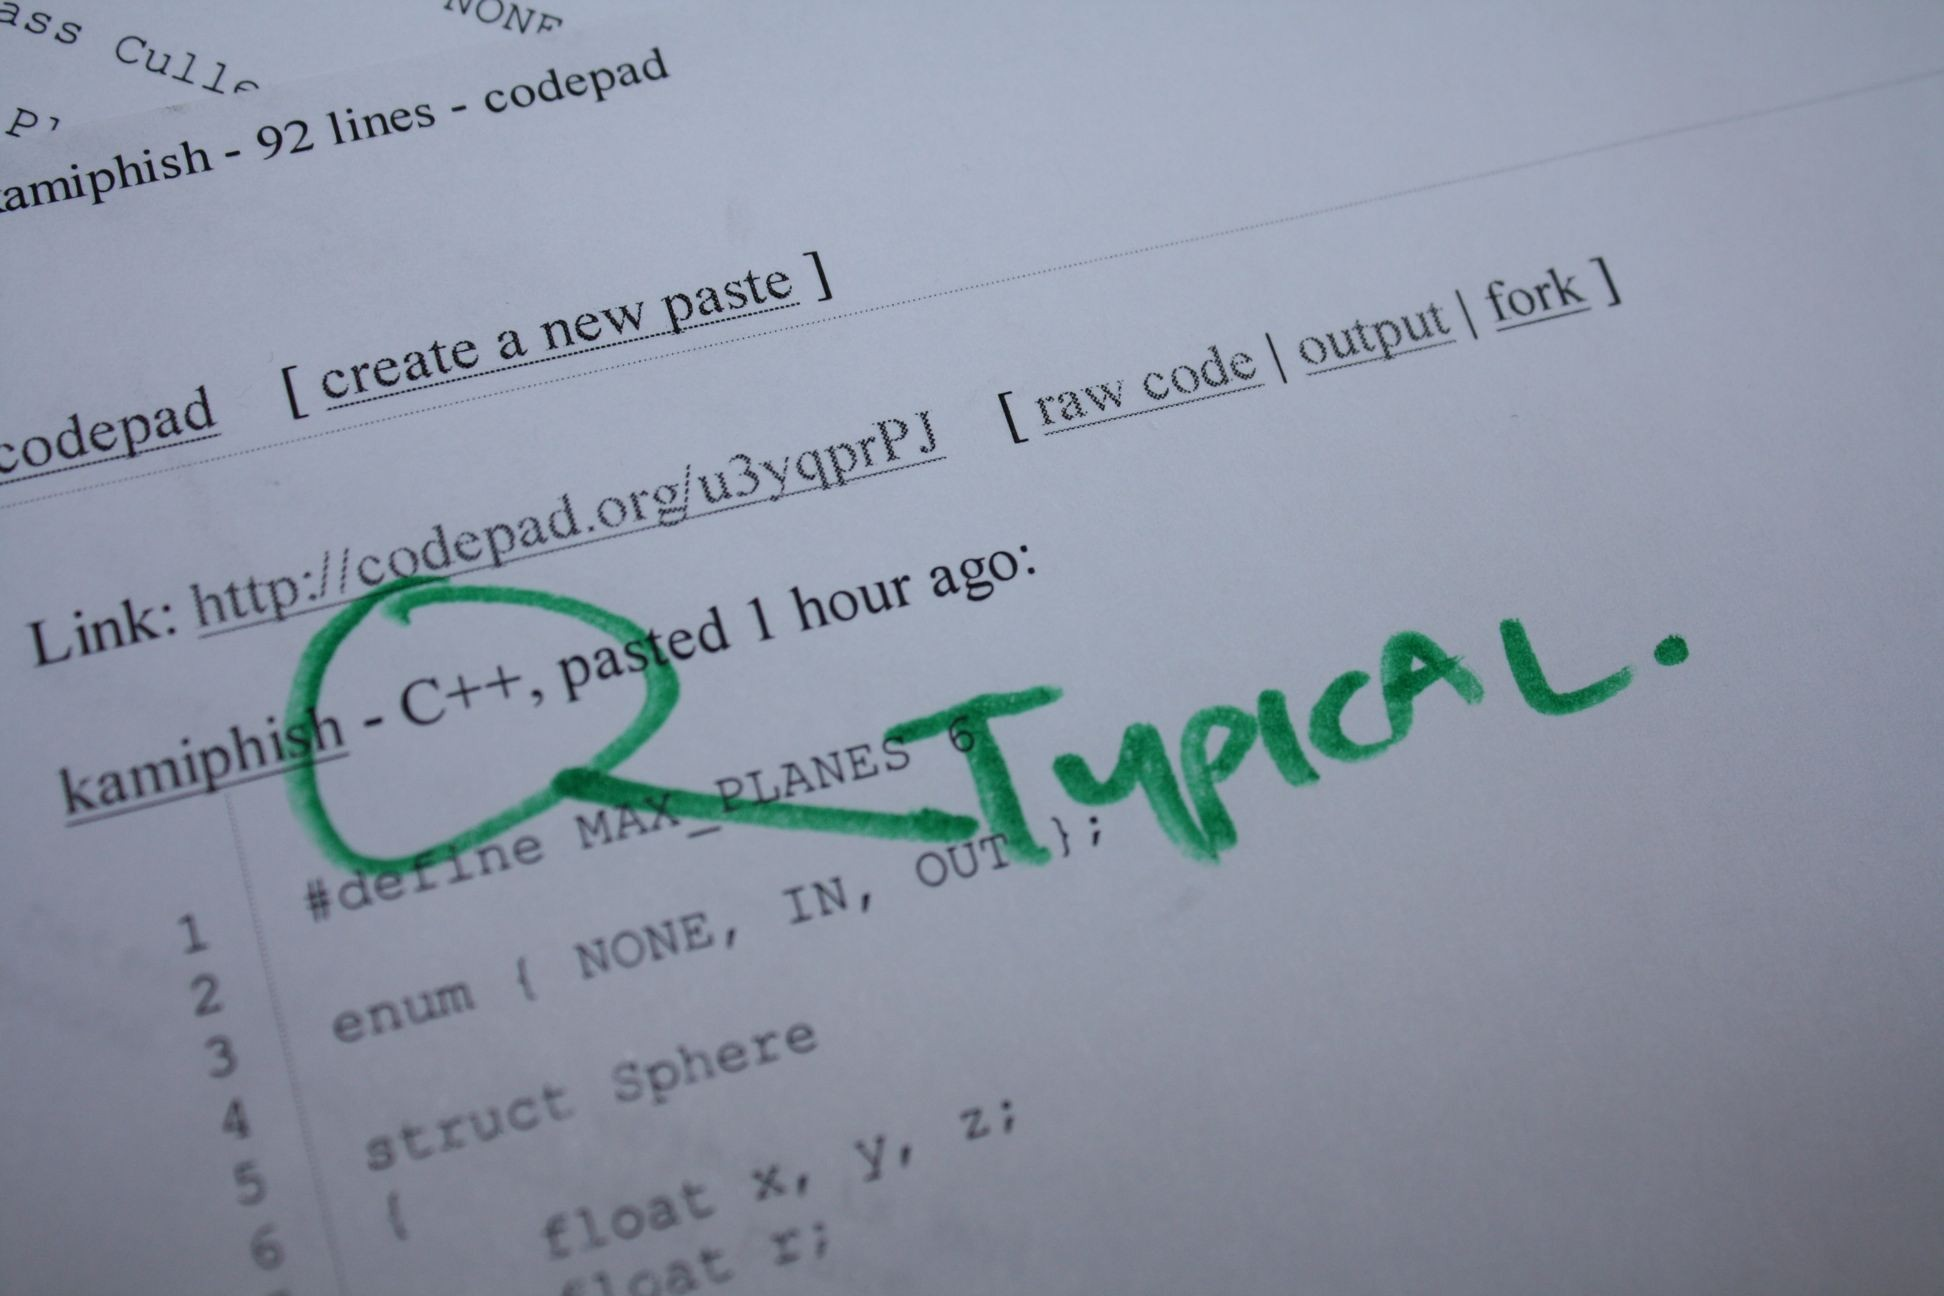 NONE
kamiphish - 92 lines - codepad
codepad [ create a new paste ]
Link: http://codepad.org/u3yqprPJ [ raw code | output | fork ]
kamiphish - C++, pasted 1 hour ago:
TYPICAL.
1 #define MAX_PLANES 6
2
3 enum { NONE, IN, OUT };
4
5 struct Sphere
6 {
float x, y, z;
float r;